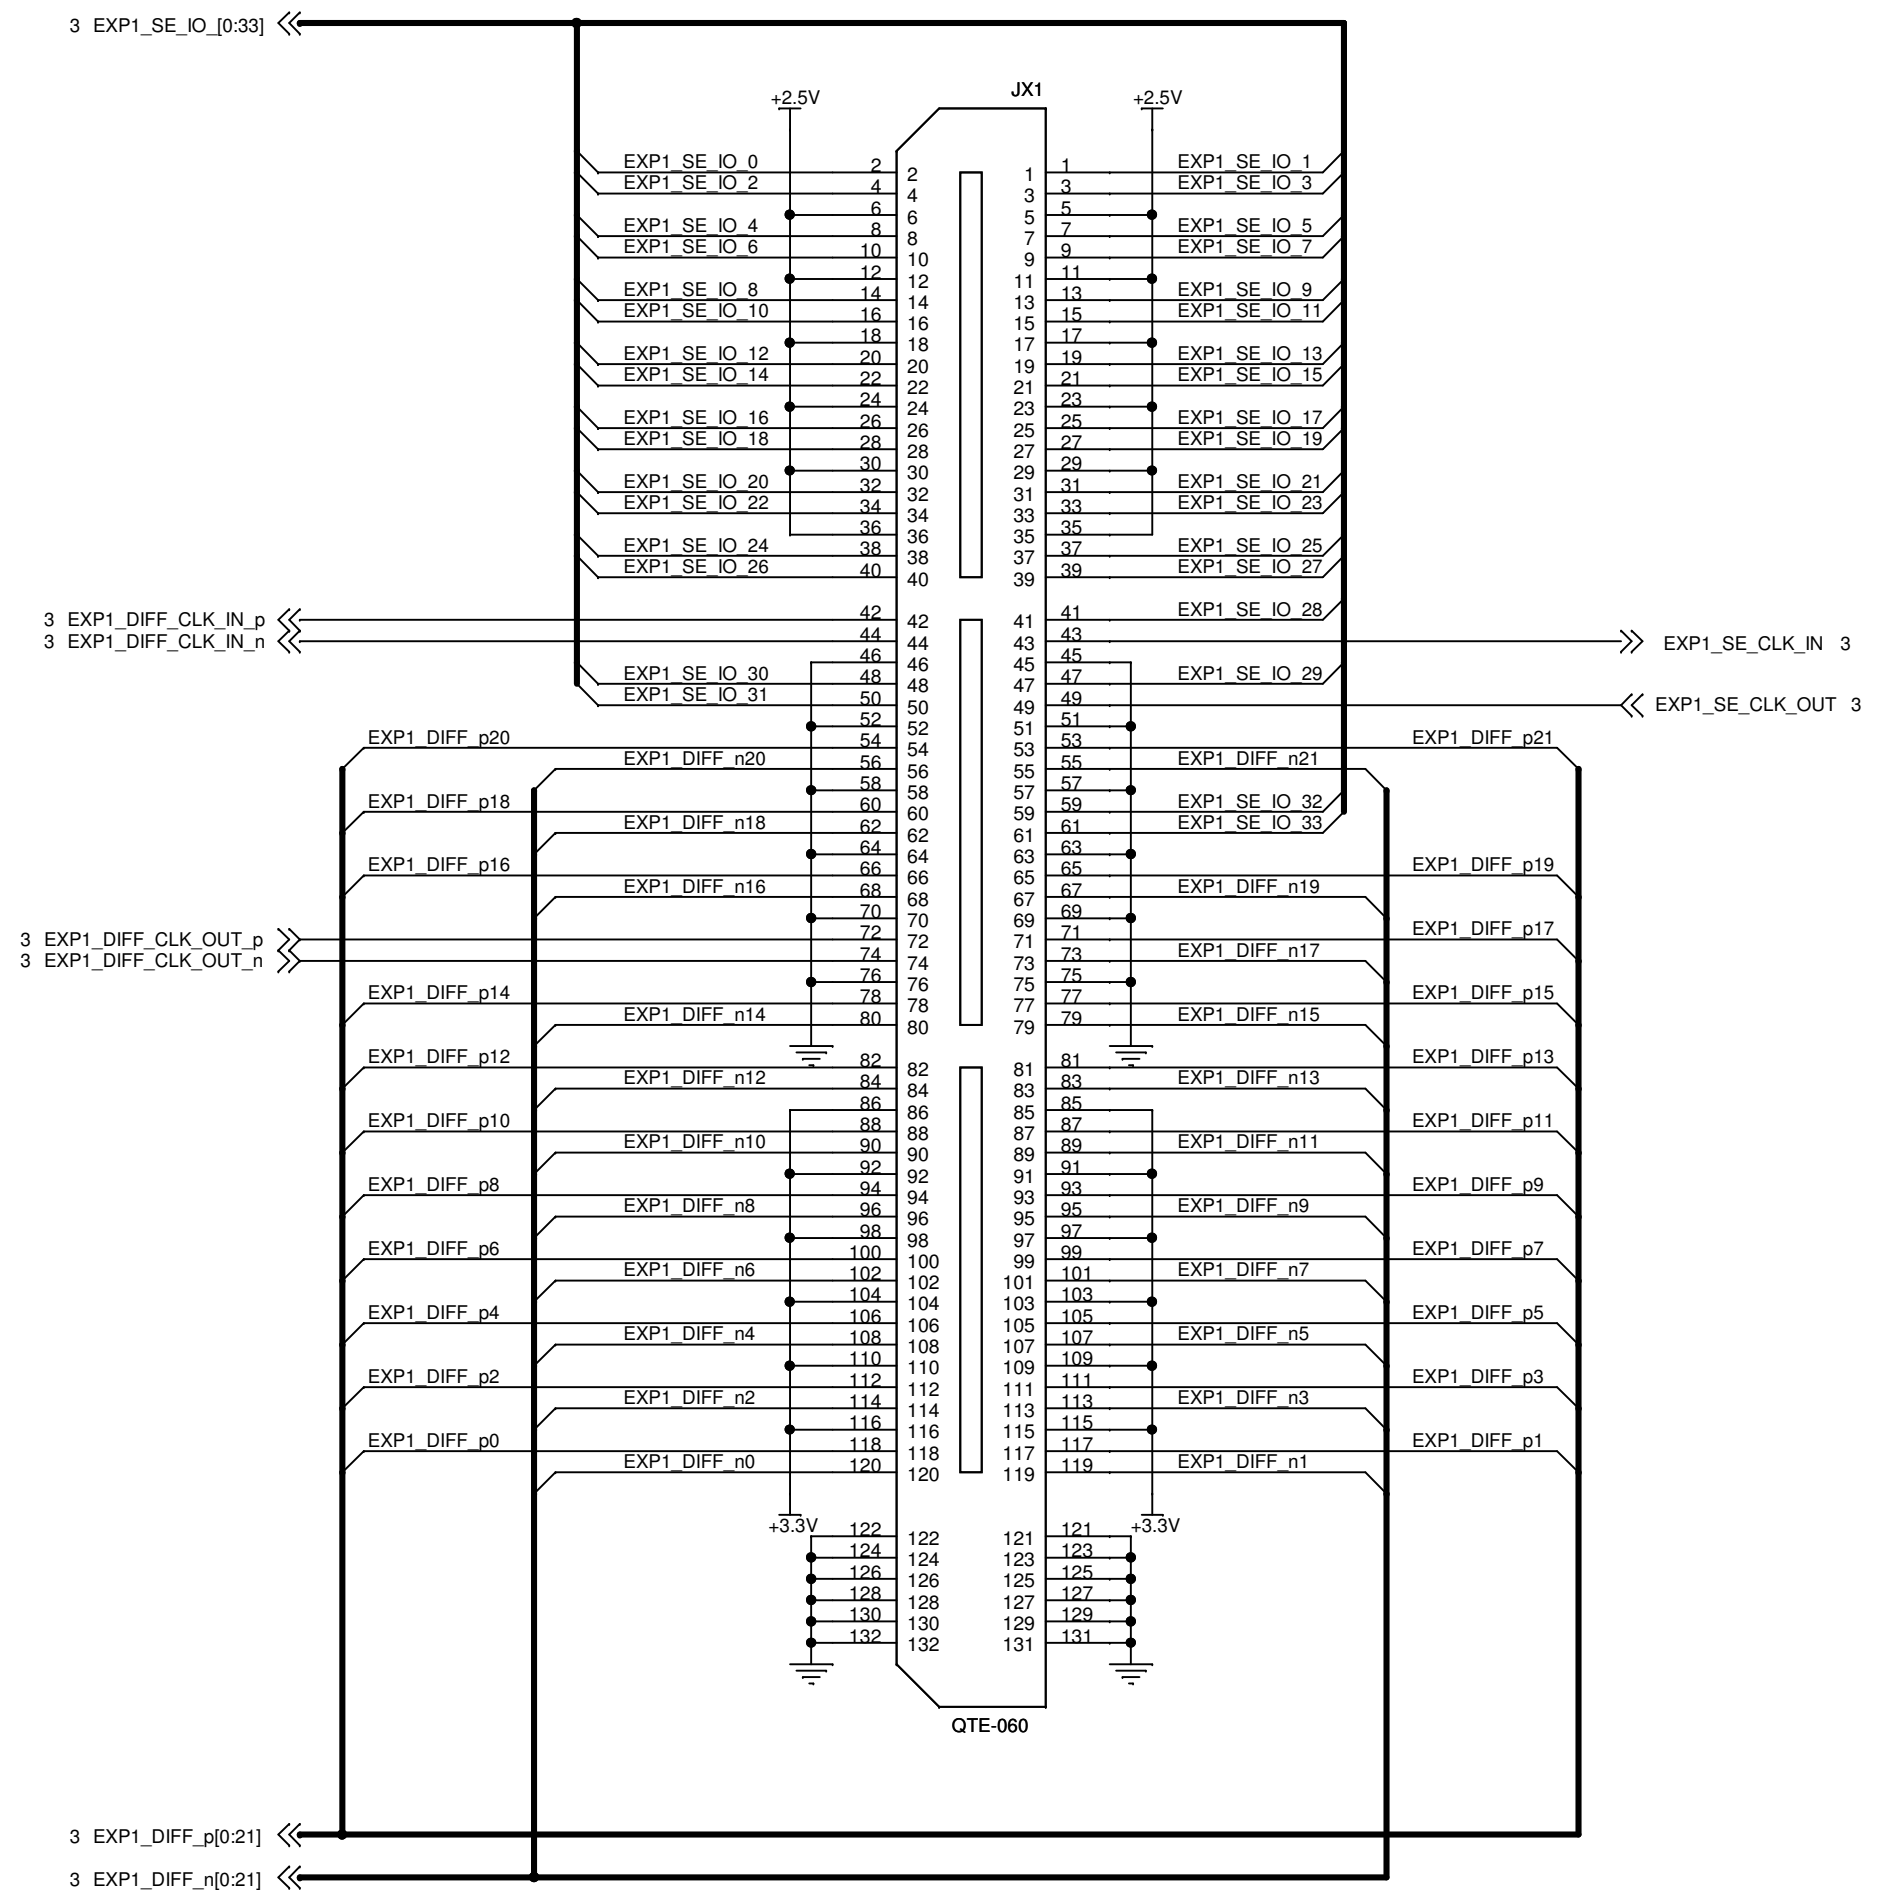 3 EXP1_SE_IO_[0:33]
JX1
+2.5V +2.5V
EXP1_SE_IO_0 2 2 1 1 EXP1_SE_IO_1
EXP1_SE_IO_2 4 4 3 3 EXP1_SE_IO_3
6 6 5 5
EXP1_SE_IO_4 8 8 7 7 EXP1_SE_IO_5
EXP1_SE_IO_6 10 10 9 9 EXP1_SE_IO_7
12 12 11 11
EXP1_SE_IO_8 14 14 13 13 EXP1_SE_IO_9
EXP1_SE_IO_10 16 16 15 15 EXP1_SE_IO_11
18 18 17 17
EXP1_SE_IO_12 20 20 19 19 EXP1_SE_IO_13
EXP1_SE_IO_14 22 22 21 21 EXP1_SE_IO_15
24 24 23 23
EXP1_SE_IO_16 26 26 25 25 EXP1_SE_IO_17
EXP1_SE_IO_18 28 28 27 27 EXP1_SE_IO_19
30 30 29 29
EXP1_SE_IO_20 32 32 31 31 EXP1_SE_IO_21
EXP1_SE_IO_22 34 34 33 33 EXP1_SE_IO_23
36 36 35 35
EXP1_SE_IO_24 38 38 37 37 EXP1_SE_IO_25
EXP1_SE_IO_26 40 40 39 39 EXP1_SE_IO_27
3 EXP1_DIFF_CLK_IN_p 42 42 41 41 EXP1_SE_IO_28
3 EXP1_DIFF_CLK_IN_n 44 44 43 43 EXP1_SE_CLK_IN 3
46 46 45 45
EXP1_SE_IO_30 48 48 47 47 EXP1_SE_IO_29
EXP1_SE_IO_31 50 50 49 49 EXP1_SE_CLK_OUT 3
52 52 51 51
EXP1_DIFF_p20 54 54 53 53 EXP1_DIFF_p21
EXP1_DIFF_n20 56 56 55 55 EXP1_DIFF_n21
58 58 57 57
EXP1_DIFF_p18 60 60 59 59 EXP1_SE_IO_32
EXP1_DIFF_n18 62 62 61 61 EXP1_SE_IO_33
64 64 63 63
EXP1_DIFF_p16 66 66 65 65 EXP1_DIFF_p19
EXP1_DIFF_n16 68 68 67 67 EXP1_DIFF_n19
70 70 69 69
3 EXP1_DIFF_CLK_OUT_p 72 72 71 71 EXP1_DIFF_p17
3 EXP1_DIFF_CLK_OUT_n 74 74 73 73 EXP1_DIFF_n17
76 76 75 75
EXP1_DIFF_p14 78 78 77 77 EXP1_DIFF_p15
EXP1_DIFF_n14 80 80 79 79 EXP1_DIFF_n15
EXP1_DIFF_p12 82 82 81 81 EXP1_DIFF_p13
EXP1_DIFF_n12 84 84 83 83 EXP1_DIFF_n13
86 86 85 85
EXP1_DIFF_p10 88 88 87 87 EXP1_DIFF_p11
EXP1_DIFF_n10 90 90 89 89 EXP1_DIFF_n11
92 92 91 91
EXP1_DIFF_p8 94 94 93 93 EXP1_DIFF_p9
EXP1_DIFF_n8 96 96 95 95 EXP1_DIFF_n9
98 98 97 97
EXP1_DIFF_p6 100 100 99 99 EXP1_DIFF_p7
EXP1_DIFF_n6 102 102 101 101 EXP1_DIFF_n7
104 104 103 103
EXP1_DIFF_p4 106 106 105 105 EXP1_DIFF_p5
EXP1_DIFF_n4 108 108 107 107 EXP1_DIFF_n5
110 110 109 109
EXP1_DIFF_p2 112 112 111 111 EXP1_DIFF_p3
EXP1_DIFF_n2 114 114 113 113 EXP1_DIFF_n3
116 116 115 115
EXP1_DIFF_p0 118 118 117 117 EXP1_DIFF_p1
EXP1_DIFF_n0 120 120 119 119 EXP1_DIFF_n1
+3.3V +3.3V
122 122 121 121
124 124 123 123
126 126 125 125
128 128 127 127
130 130 129 129
132 132 131 131
QTE-060
3 EXP1_DIFF_p[0:21]
3 EXP1_DIFF_n[0:21]